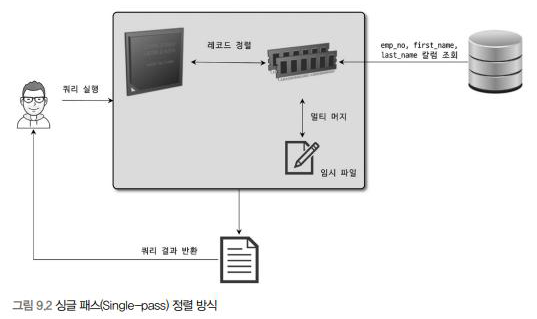 레코드 정렬
emp_no, first_name,
last_name 칼럼 조회
쿼리 실행
멀티 머지
임시 파일
쿼리 결과 반환
그림 9.2 싱글 패스(Single-pass) 정렬 방식